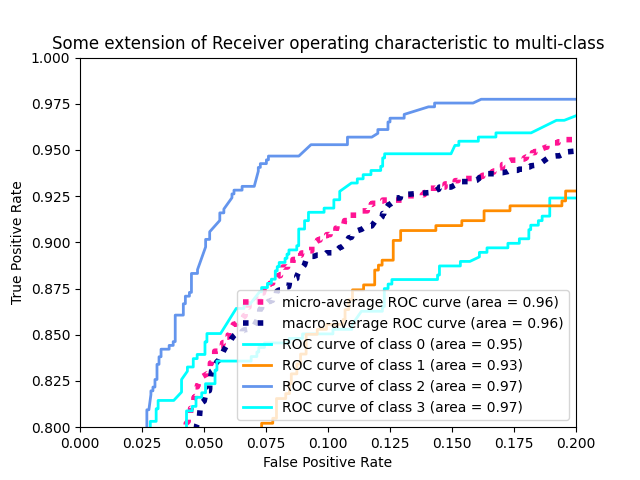 Some extension of Receiver operating characteristic to multi-class
1.000
0.975
0.950
0.925
0.900
0.875
0.850
0.825
0.800
True Positive Rate
micro-average ROC curve (area = 0.96)
macro-average ROC curve (area = 0.96)
ROC curve of class 0 (area = 0.95)
ROC curve of class 1 (area = 0.93)
ROC curve of class 2 (area = 0.97)
ROC curve of class 3 (area = 0.97)
0.000 0.025 0.050 0.075 0.100 0.125 0.150 0.175 0.200
False Positive Rate